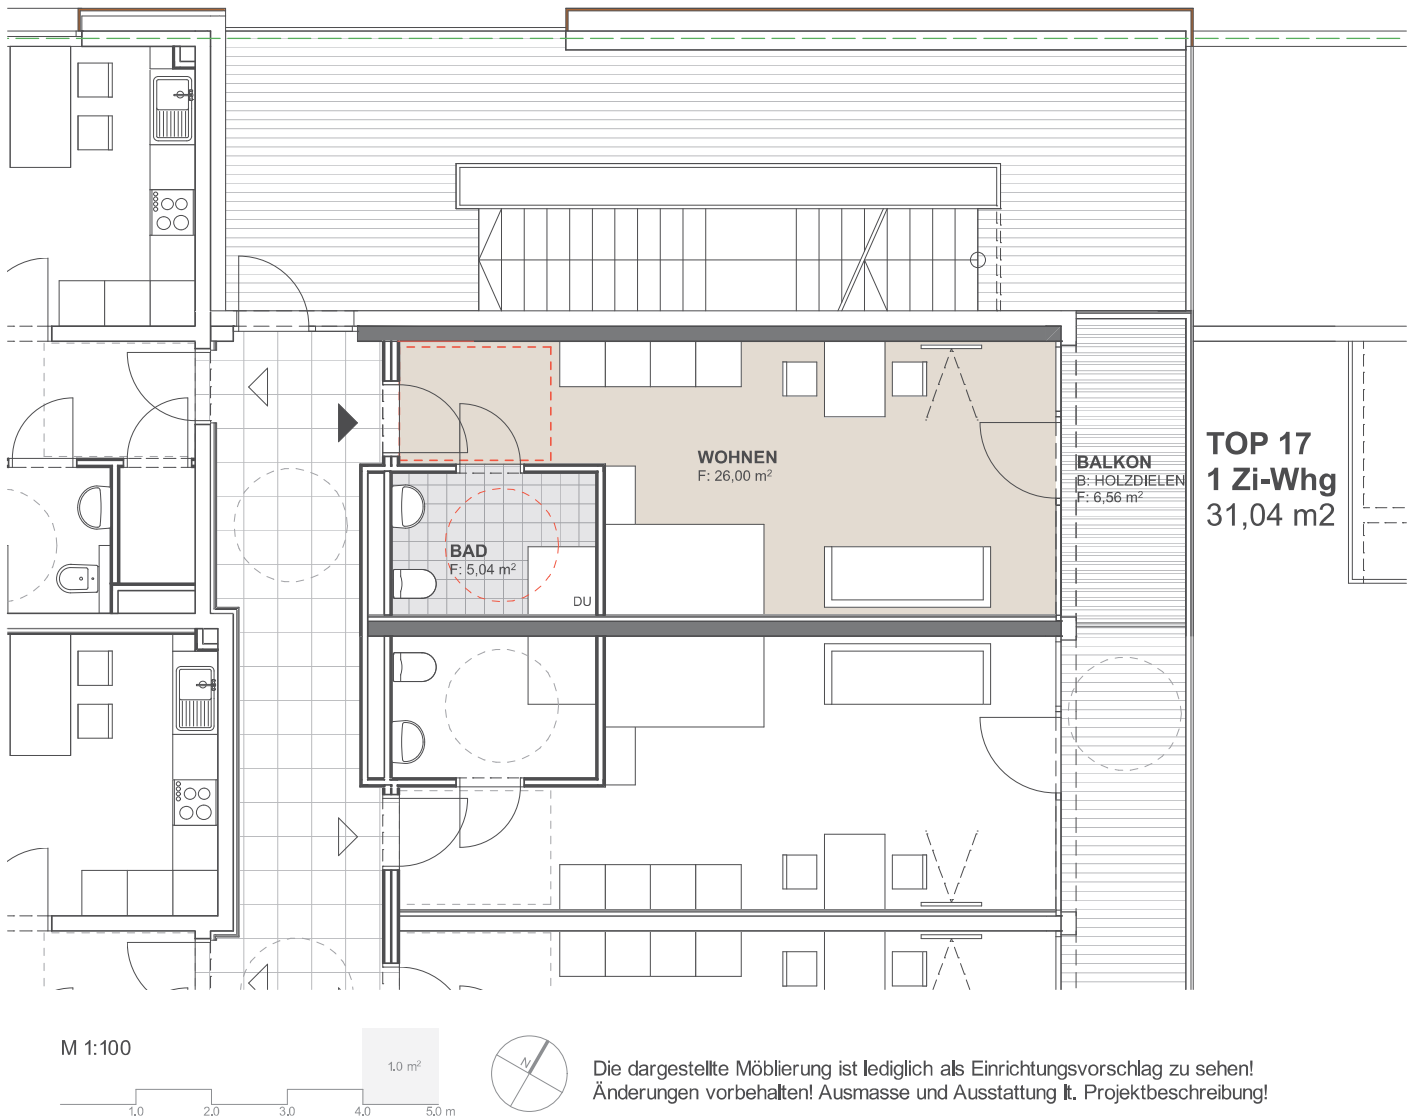 WOHNEN
F: 26,00 m²
BALKON
B: HOLZDIELEN
F: 6,56 m²
TOP 17
1 Zi-Whg
31,04 m2
BAD
F: 5,04 m²
DU
M 1:100
1.0 m²
1.0 2.0 3.0 4.0 5.0 m
N
Die dargestellte Möblierung ist lediglich als Einrichtungsvorschlag zu sehen!
Änderungen vorbehalten! Ausmasse und Ausstattung lt. Projektbeschreibung!